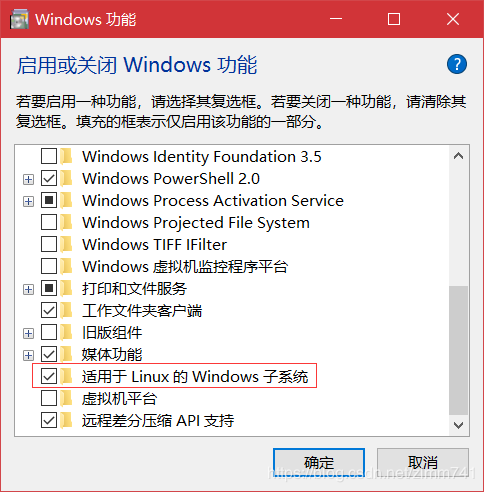 Windows 功能
启用或关闭 Windows 功能
?
若要启用一种功能，请选择其复选框。若要关闭一种功能，请清除其
复选框。填充的框表示仅启用该功能的一部分。
Windows Identity Foundation 3.5
Windows PowerShell 2.0
Windows Process Activation Service
Windows Projected File System
Windows TIFF IFilter
Windows 虚拟机监控程序平台
打印和文件服务
工作文件夹客户端
旧版组件
媒体功能
适用于 Linux 的 Windows 子系统
虚拟机平台
远程差分压缩 API 支持
确定
取消
https://blog.csdn.net/zlmm741